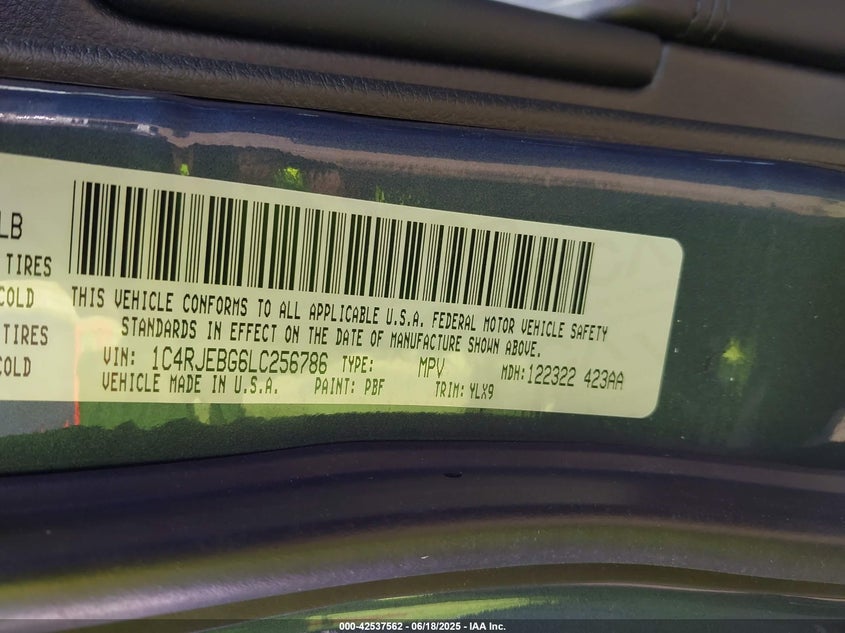 LB
TIRES
COLD
TIRES
COLD
THIS VEHICLE CONFORMS TO ALL APPLICABLE U.S.A. FEDERAL MOTOR VEHICLE SAFETY
STANDARDS IN EFFECT ON THE DATE OF MANUFACTURE SHOWN ABOVE.
VIN: 1C4RJEBG6LC256786 TYPE: MPV MDH: 122322 423AA
VEHICLE MADE IN U.S.A. PAINT: PBF TRIM: YLX9
000-42537562 06/18/2025 - IAA Inc.